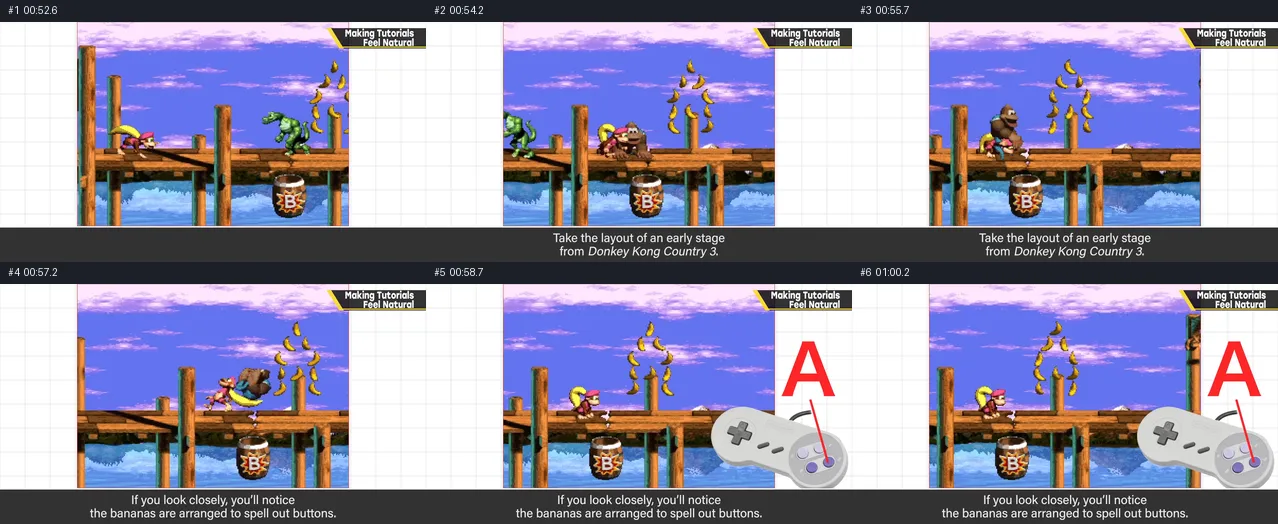 #1 00:52.6
Making Tutorials
Feel Natural
B
#2 00:54.2
Making Tutorials
Feel Natural
B
Take the layout of an early stage
from Donkey Kong Country 3.
#3 00:55.7
Making Tutorials
Feel Natural
B
Take the layout of an early stage
from Donkey Kong Country 3.
#4 00:57.2
Making Tutorials
Feel Natural
B
If you look closely, you'll notice
the bananas are arranged to spell out buttons.
#5 00:58.7
Making Tutorials
Feel Natural
A
B
If you look closely, you'll notice
the bananas are arranged to spell out buttons.
#6 01:00.2
Making Tutorials
Feel Natural
A
B
If you look closely, you'll notice
the bananas are arranged to spell out buttons.